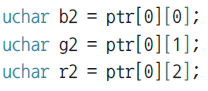 uchar b2 = ptr[0][0];
uchar g2 = ptr[0][1];
uchar r2 = ptr[0][2];